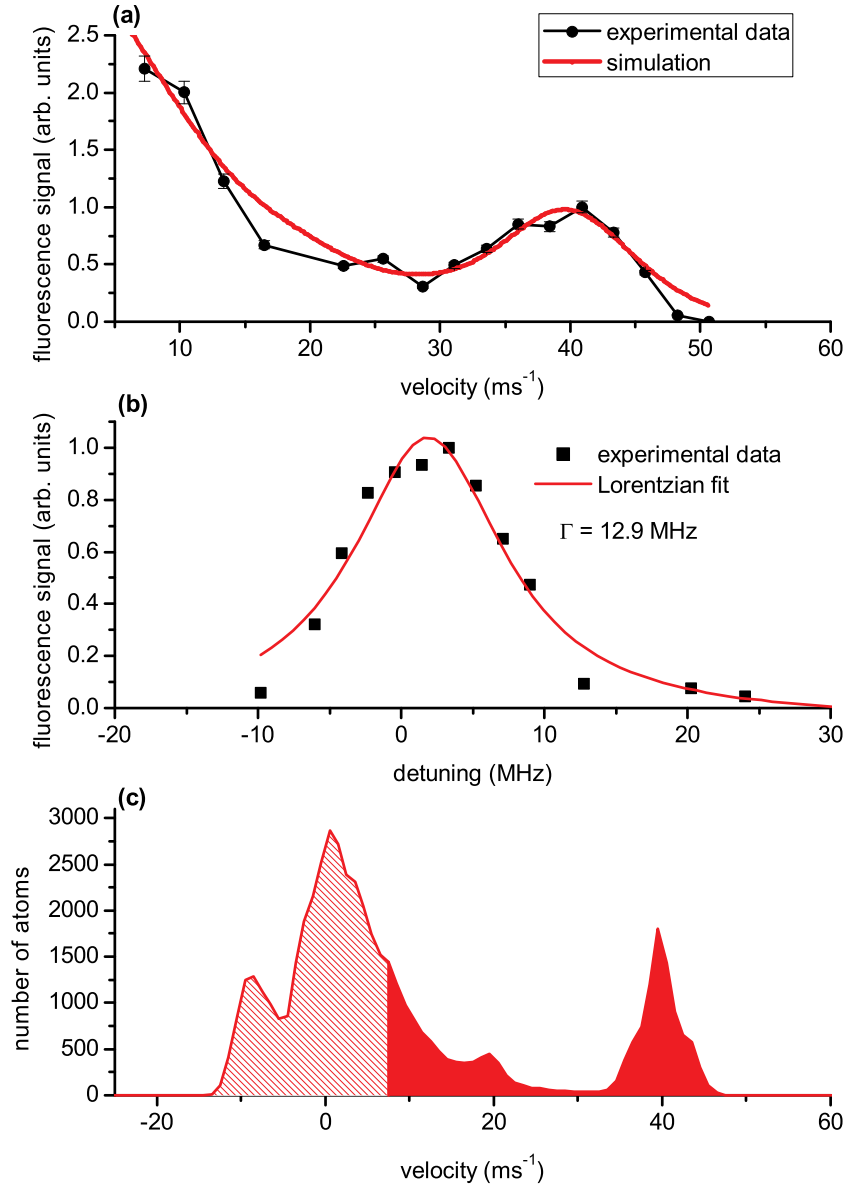 (a)
experimental data
simulation
fluorescence signal (arb. units)
2.5
2.0
1.5
1.0
0.5
0.0
10
20
30
40
50
60
velocity (ms⁻¹)
(b)
experimental data
Lorentzian fit
Γ = 12.9 MHz
fluorescence signal (arb. units)
1.0
0.8
0.6
0.4
0.2
0.0
-20
-10
0
10
20
30
detuning (MHz)
(c)
number of atoms
3000
2500
2000
1500
1000
500
0
-20
0
20
40
60
velocity (ms⁻¹)